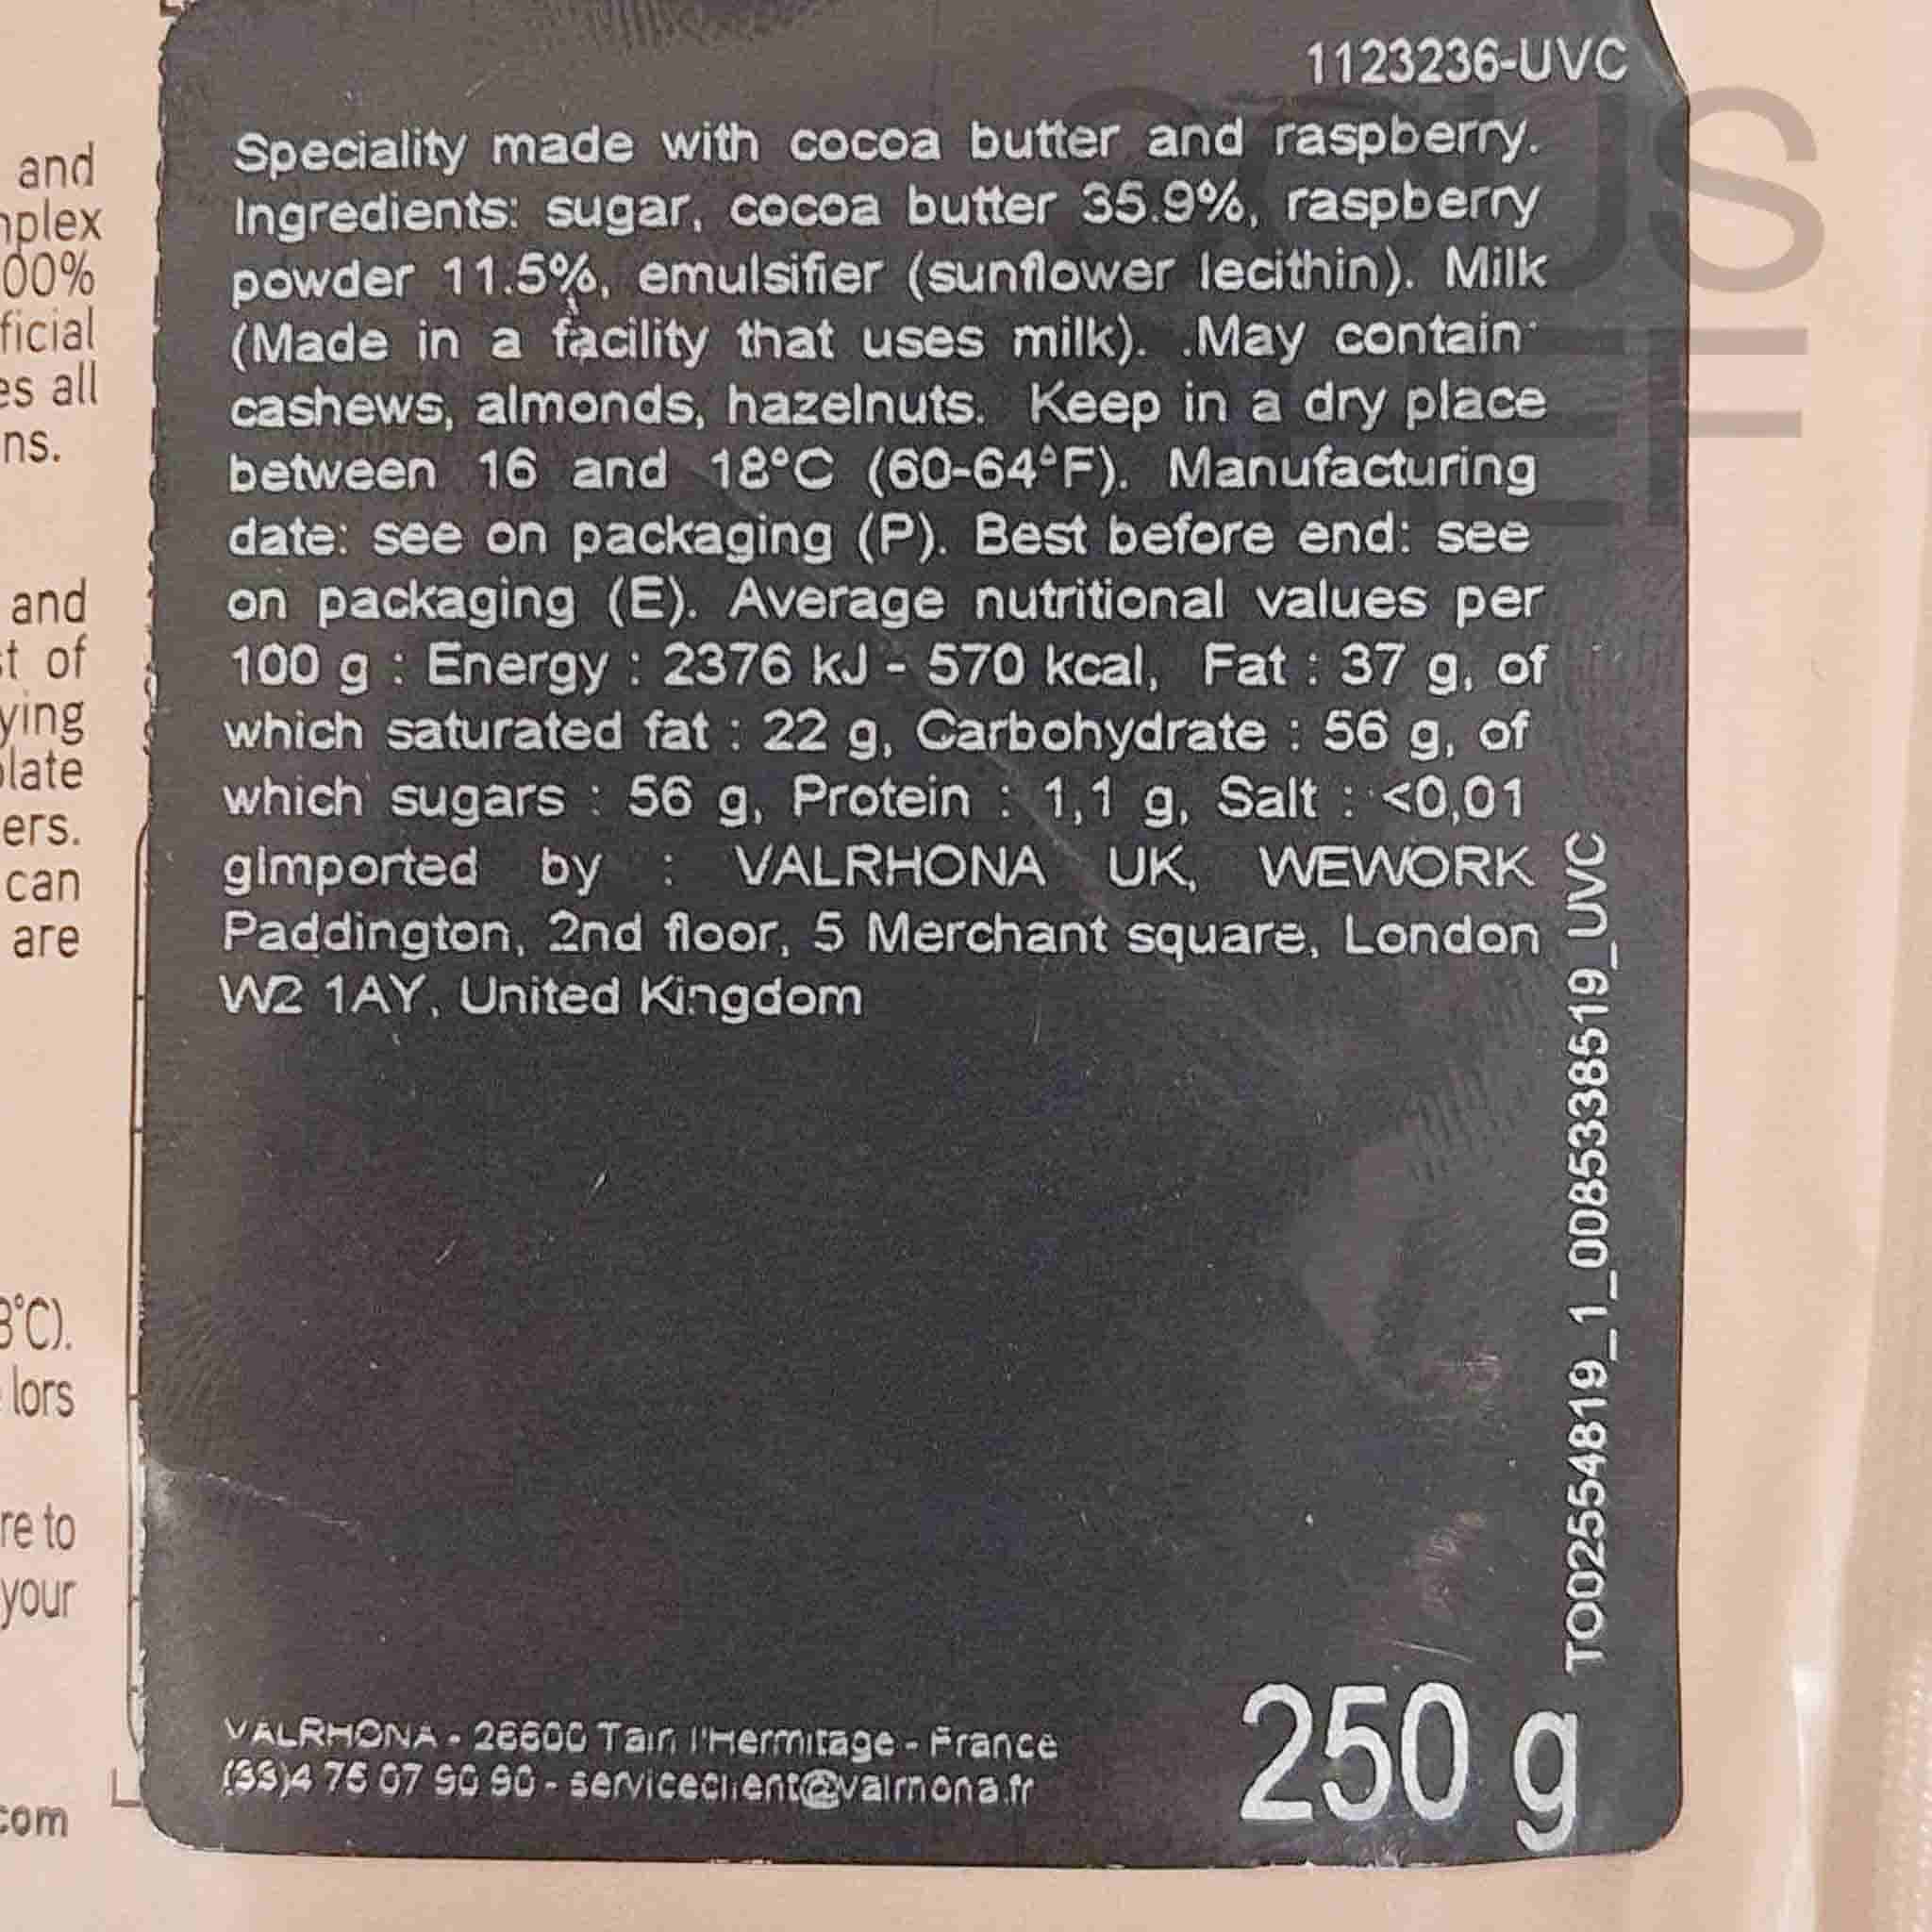 1123236-UVC
Speciality made with cocoa butter and raspberry.
Ingredients: sugar, cocoa butter 35.9%, raspberry
powder 11.5%, emulsifier (sunflower lecithin). Milk
(Made in a facility that uses milk). .May contain:
cashews, almonds, hazelnuts. Keep in a dry place
between 16 and 18°C (60-64°F). Manufacturing
date: see on packaging (P). Best before end: see
on packaging (E). Average nutritional values per
100 g : Energy : 2376 kJ - 570 kcal, Fat : 37 g, of
which saturated fat : 22 g, Carbohydrate : 56 g, of
which sugars : 56 g, Protein : 1,1 g, Salt : <0,01
gImported by : VALRHONA UK, WEWORK
Paddington, 2nd floor, 5 Merchant square, London
W2 1AY, United Kingdom
TO02554819_1_0085338519_UVC
VALRHONA - 26600 Tain l'Hermitage - France
(33)4 75 07 90 90 - serviceclient@valrhona.fr
250 g
and
00%
ficial
es all
ns.
and
t of
ying
late
ers.
can
are
°C).
lors
re to
your
com
SOUS
CHEF